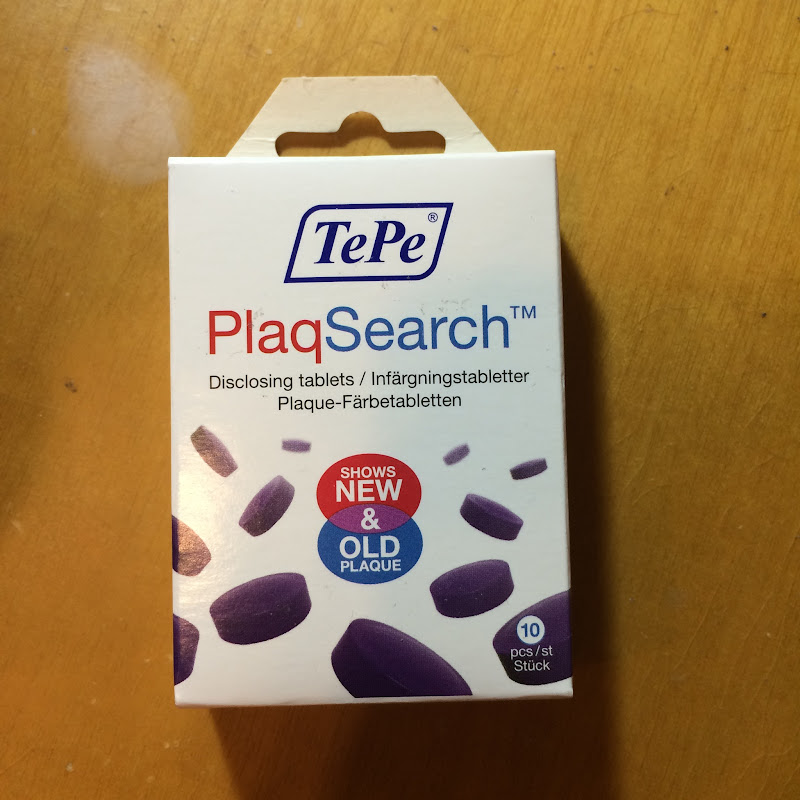 TePe®
PlaqSearch™
Disclosing tablets / Infärgningstabletter
Plaque-Färbetabletten
SHOWS
NEW
&
OLD
PLAQUE
10
pcs/st
Stück